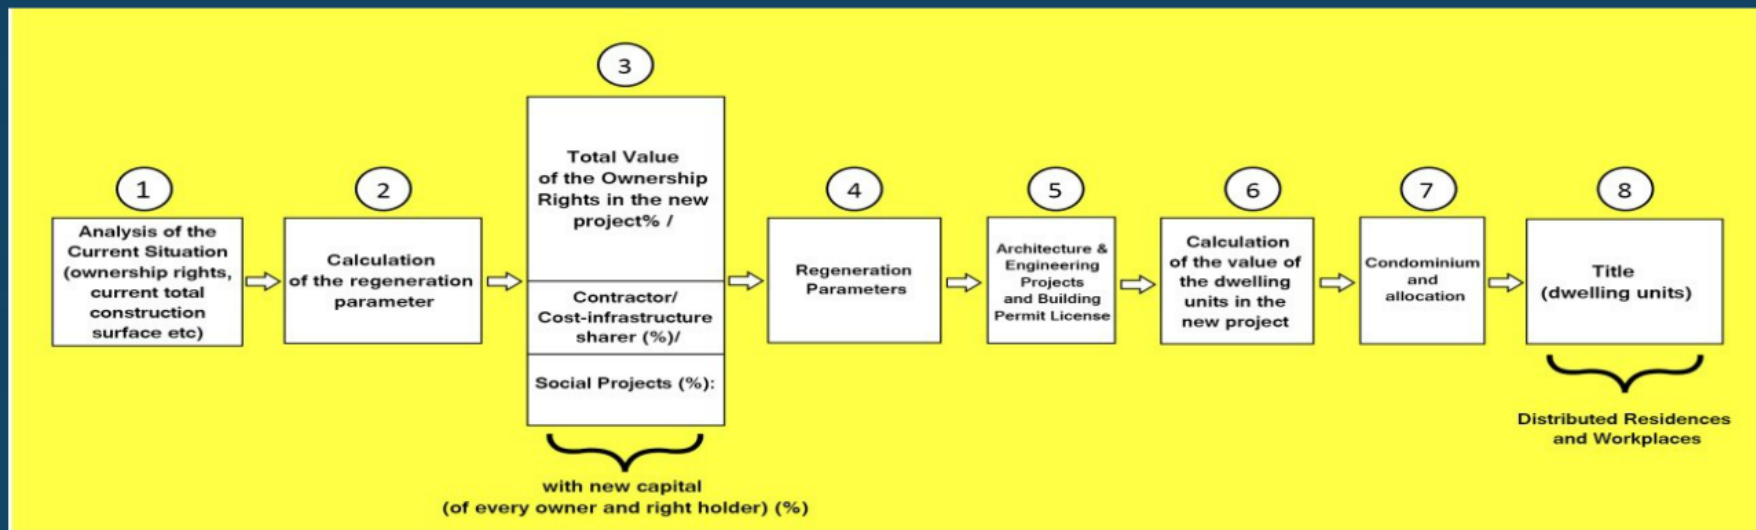 1
Analysis of the
Current Situation
(ownership rights,
current total
construction
surface etc)
2
Calculation
of the regeneration
parameter
3
Total Value
of the Ownership
Rights in the new
project% /
Contractor/
Cost-infrastructure
sharer (%)/
Social Projects (%):
with new capital
(of every owner and right holder) (%)
4
Regeneration
Parameters
5
Architecture &
Engineering
Projects
and Building
Permit License
6
Calculation
of the value of
the dwelling
units in the
new project
7
Condominium
and
allocation
8
Title
(dwelling units)
Distributed Residences
and Workplaces